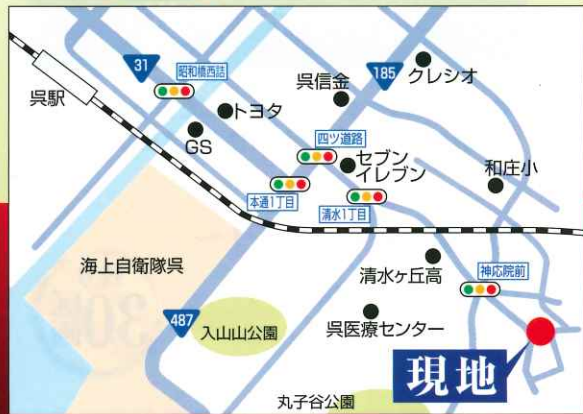 31
昭和橋西詰
185
クレシオ
呉信金
呉駅
トヨタ
GS
四ツ道路
セブン
イレブン
和庄小
本通1丁目
清水1丁目
海上自衛隊呉
清水ヶ丘高
神応院前
487
入山山公園
呉医療センター
現地
丸子谷公園